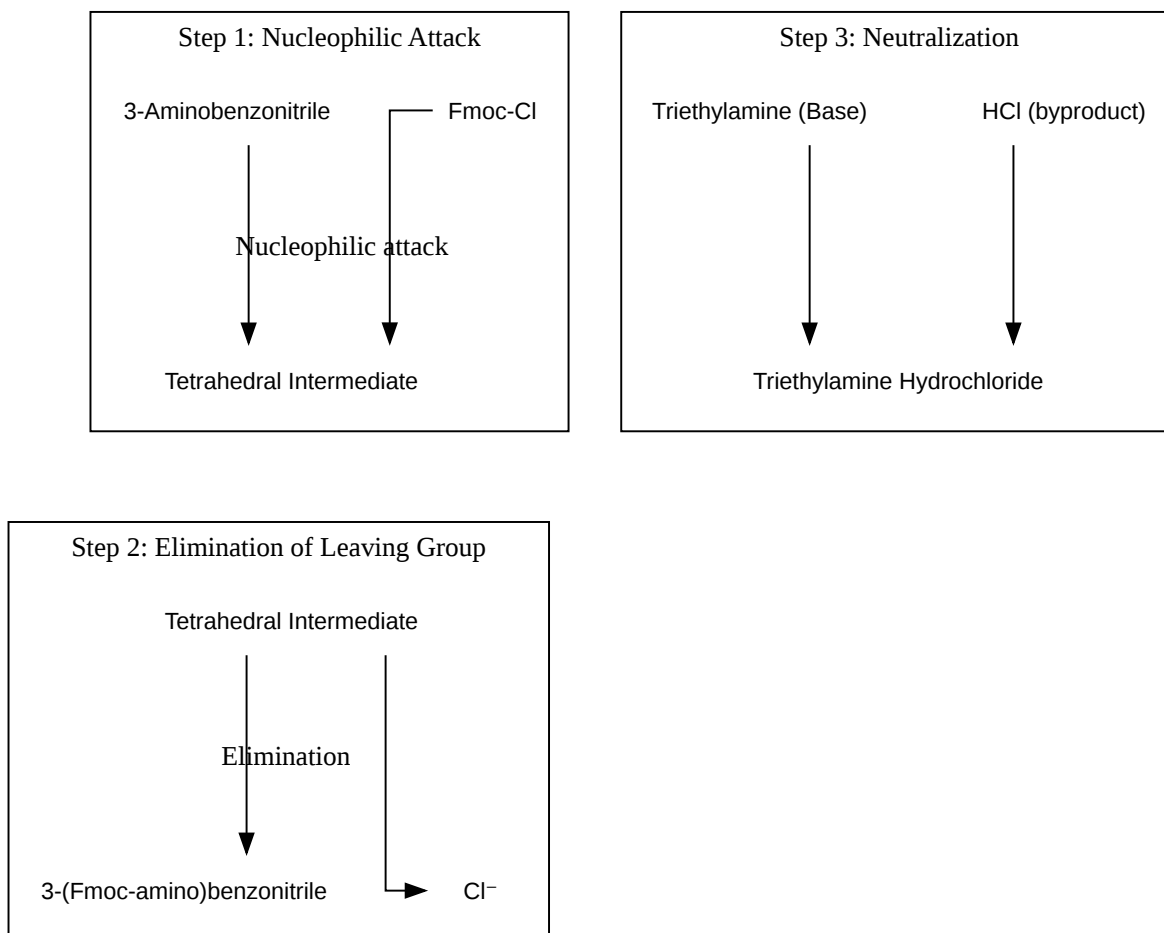 Step 1: Nucleophilic Attack
3-Aminobenzonitrile
Fmoc-Cl
Nucleophilic attack
Tetrahedral Intermediate
Step 3: Neutralization
Triethylamine (Base)
HCl (byproduct)
Triethylamine Hydrochloride
Step 2: Elimination of Leaving Group
Tetrahedral Intermediate
Elimination
3-(Fmoc-amino)benzonitrile
Cl⁻